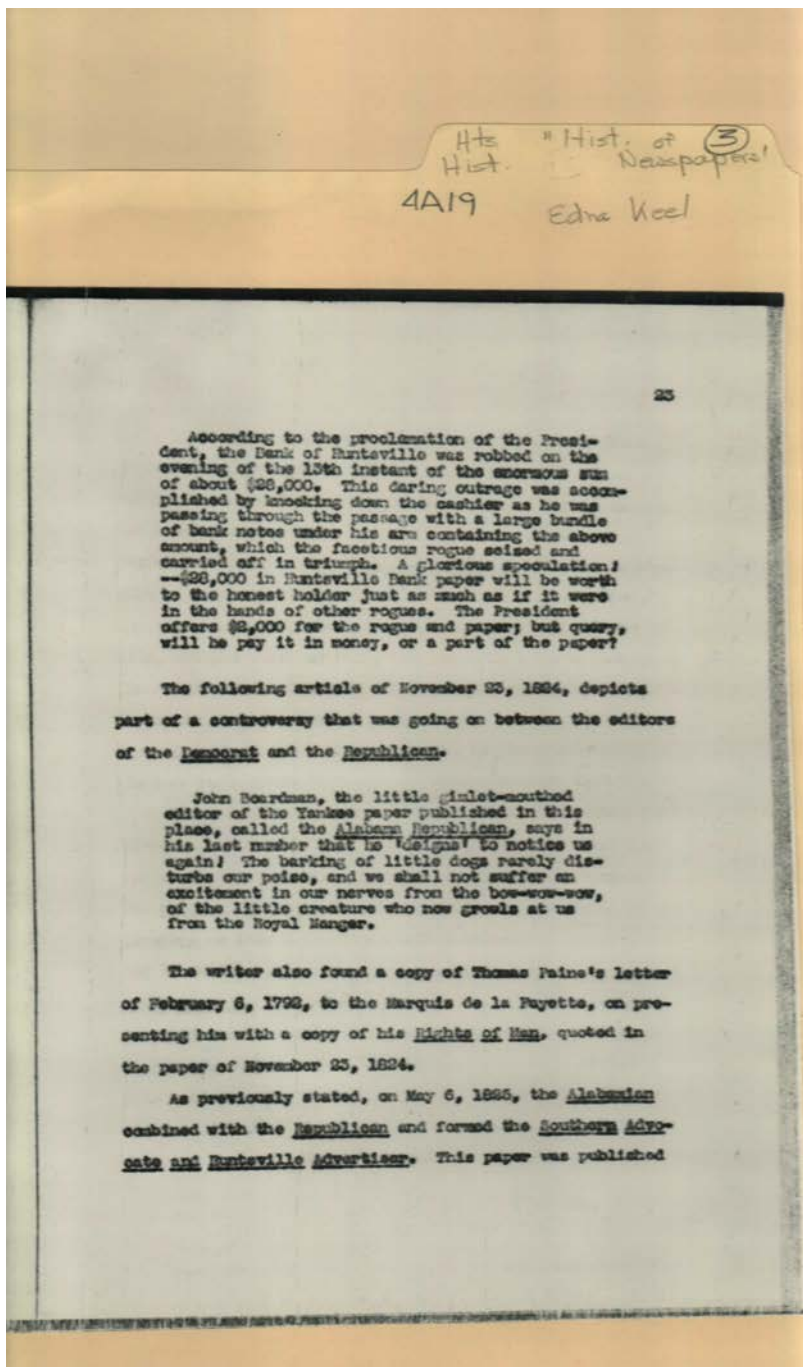 Hts "Hist. of ③
Hist. Newspapers"
4A19 Edna Keel
23
According to the proclamation of the Presi-
dent, the Bank of Huntsville was robbed on the
evening of the 13th instant of the enormous sum
of about $28,000. This daring outrage was accom-
plished by knocking down the cashier as he was
passing through the passage with a large bundle
of bank notes under his arm containing the above
amount, which the facetious rogue seized and
carried off in triumph. A glorious speculation!
--$28,000 in Huntsville Bank paper will be worth
to the honest holder just as much as if it were
in the hands of other rogues. The President
offers $2,000 for the rogue and paper; but query,
will he pay it in money, or a part of the paper?
The following article of November 23, 1824, depicts
part of a controversy that was going on between the editors
of the Democrat and the Republican.
John Boardman, the little gimlet-mouthed
editor of the Yankee paper published in this
place, called the Alabama Republican, says in
his last number that he 'deigns' to notice us
again! The barking of little dogs rarely dis-
turbs our poise, and we shall not suffer an
excitement in our nerves from the bow-wow-wow,
of the little creature who now growls at us
from the Royal Manger.
The writer also found a copy of Thomas Paine's letter
of February 6, 1792, to the Marquis de la Fayette, on pre-
senting him with a copy of his Rights of Man, quoted in
the paper of November 23, 1824.
As previously stated, on May 6, 1825, the Alabamian
combined with the Republican and formed the Southern Advo-
cate and Huntsville Advertiser. This paper was published